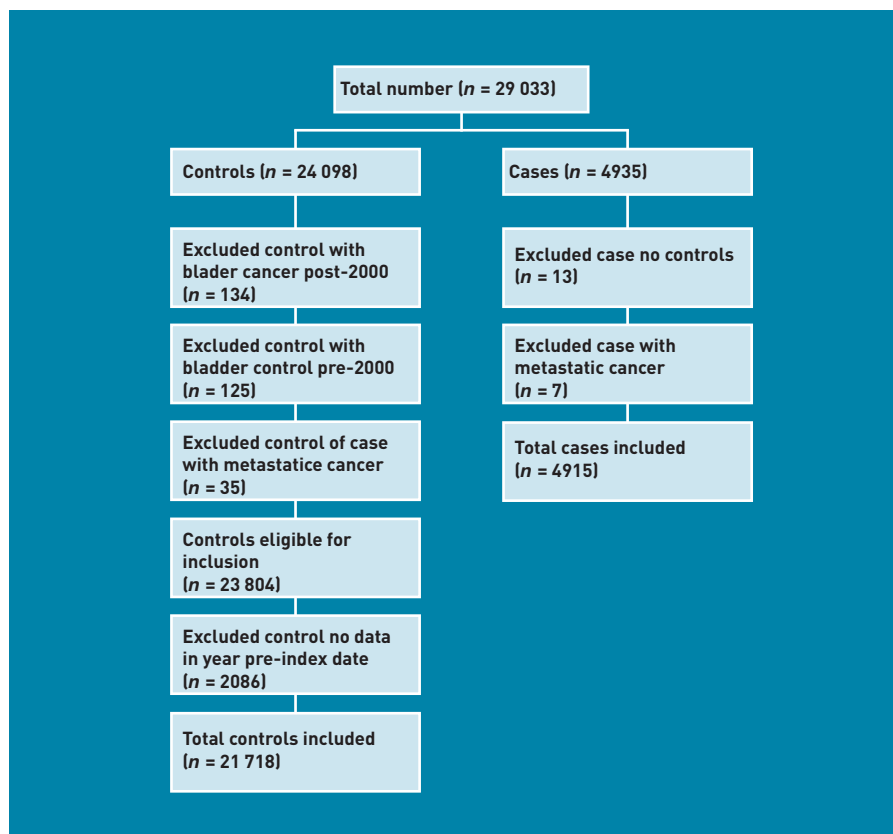 Total number (n = 29 033)
Controls (n = 24 098)
Cases (n = 4935)
Excluded control with
blader cancer post-2000
(n = 134)
Excluded case no controls
(n = 13)
Excluded control with
bladder control pre-2000
(n = 125)
Excluded case with
metastatic cancer
(n = 7)
Excluded control of case
with metastatice cancer
(n = 35)
Total cases included
(n = 4915)
Controls eligible for
inclusion
(n = 23 804)
Excluded control no data
in year pre-index date
(n = 2086)
Total controls included
(n = 21 718)